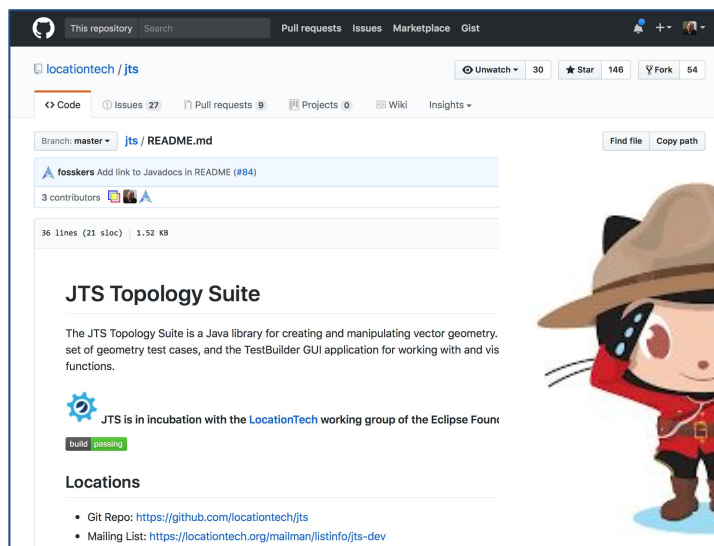 This repository Search Pull requests Issues Marketplace Gist
locationtech / jts Unwatch 30 Star 146 Fork 54
Code Issues 27 Pull requests 9 Projects 0 Wiki Insights
Branch: master jts / README.md Find file Copy path
fosskers Add link to Javadocs in README (#84)
3 contributors
36 lines (21 sloc) 1.52 KB
JTS Topology Suite
The JTS Topology Suite is a Java library for creating and manipulating vector geometry.
set of geometry test cases, and the TestBuilder GUI application for working with and vis
functions.
JTS is in incubation with the LocationTech working group of the Eclipse Foun
build passing
Locations
• Git Repo: https://github.com/locationtech/jts
• Mailing List: https://locationtech.org/mailman/listinfo/jts-dev